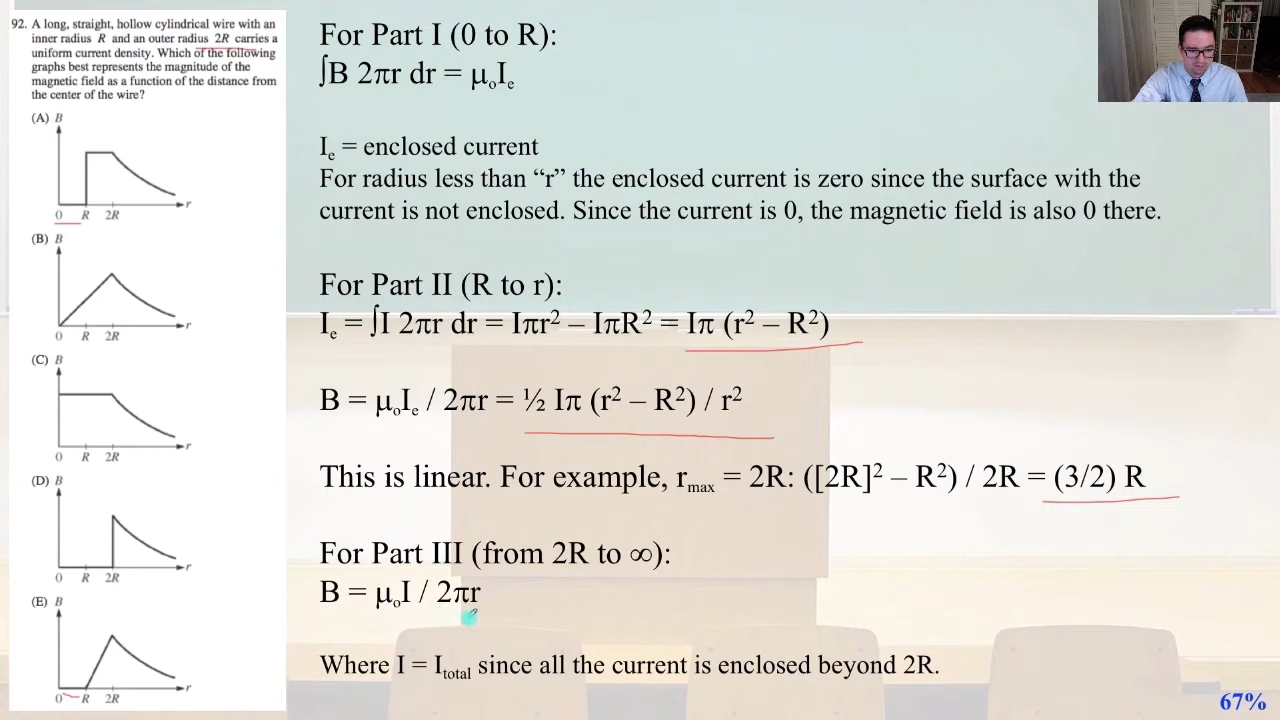 92. A long, straight, hollow cylindrical wire with an
inner radius R and an outer radius 2R carries a
uniform current density. Which of the following
graphs best represents the magnitude of the
magnetic field as a function of the distance from
the center of the wire?
(A) B
r
0 R 2R
(B) B
r
0 R 2R
(C) B
r
0 R 2R
(D) B
r
0 R 2R
(E) B
r
0 R 2R
For Part I (0 to R):
∫B 2πr dr = μₒIₑ
Iₑ = enclosed current
For radius less than “r” the enclosed current is zero since the surface with the
current is not enclosed. Since the current is 0, the magnetic field is also 0 there.
For Part II (R to r):
Iₑ = ∫I 2πr dr = Iπr² – IπR² = Iπ (r² – R²)
B = μₒIₑ / 2πr = ½ Iπ (r² – R²) / r²
This is linear. For example, rₘₐₓ = 2R: ([2R]² – R²) / 2R = (3/2) R
For Part III (from 2R to ∞):
B = μₒI / 2πr
Where I = Iₜₒₜₐₗ since all the current is enclosed beyond 2R.
67%